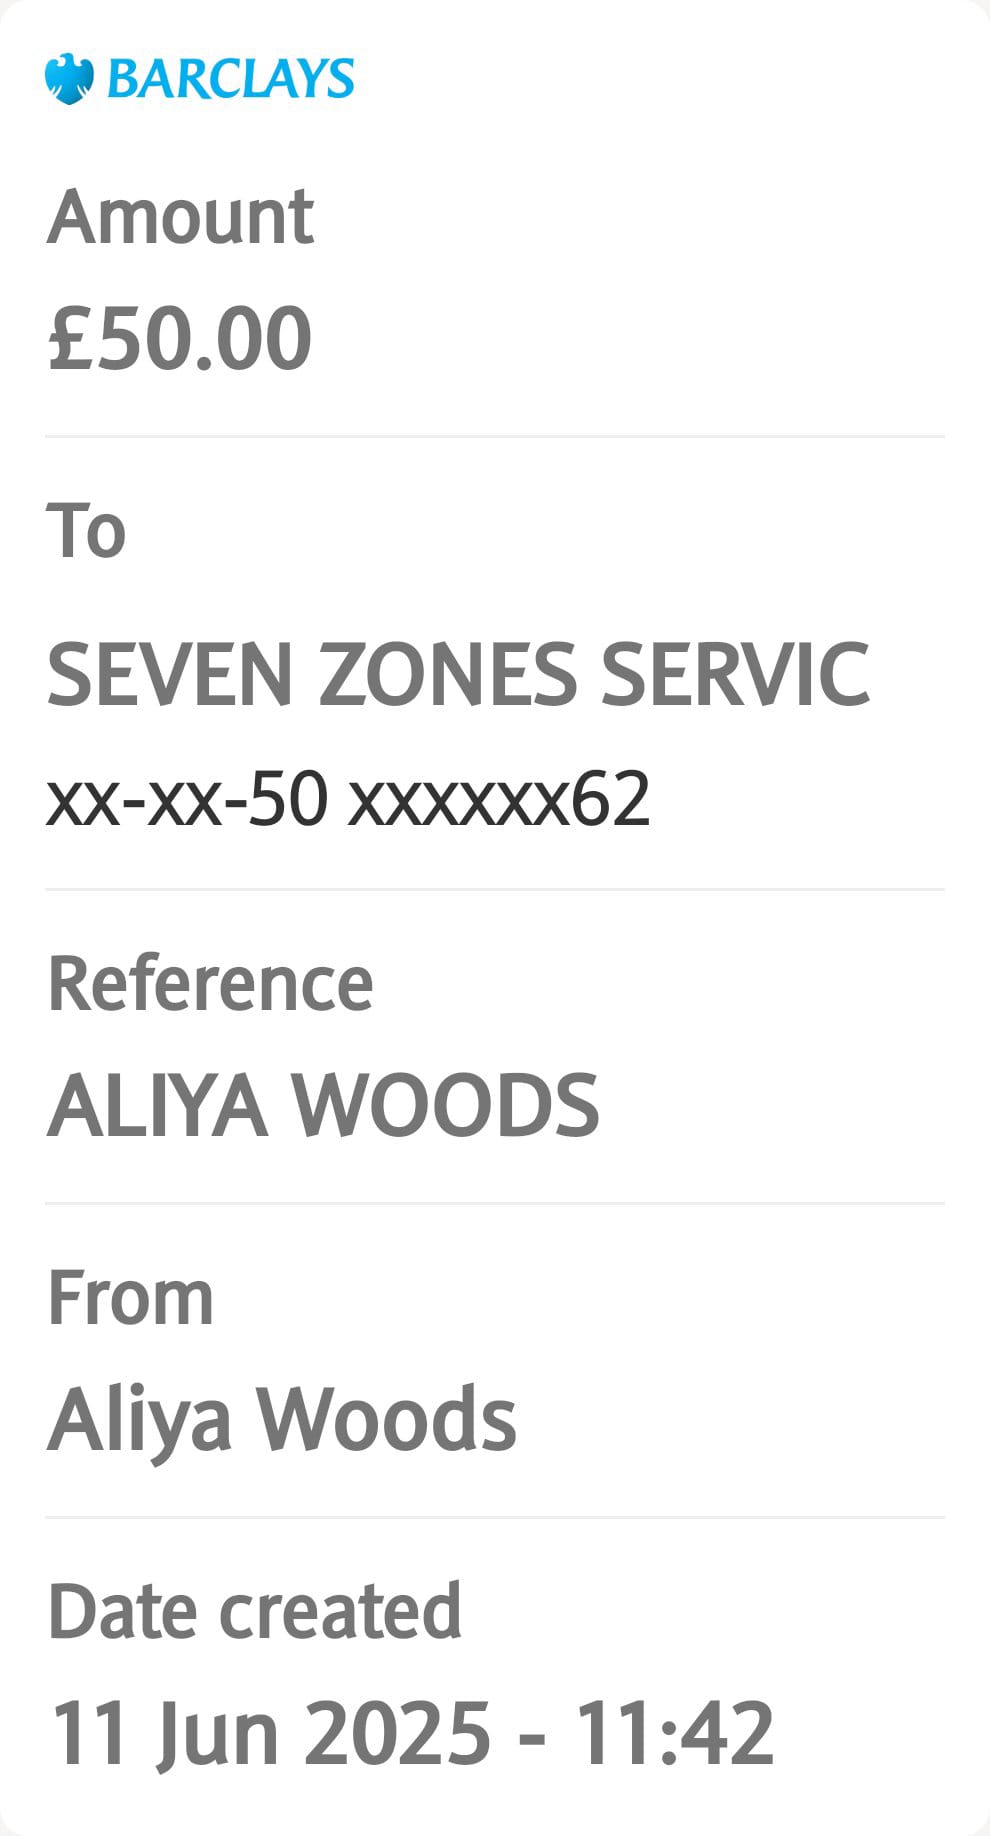 BARCLAYS
Amount
£50.00
To
SEVEN ZONES SERVIC
xx-xx-50 xxxxxx62
Reference
ALIYA WOODS
From
Aliya Woods
Date created
11 Jun 2025 - 11:42